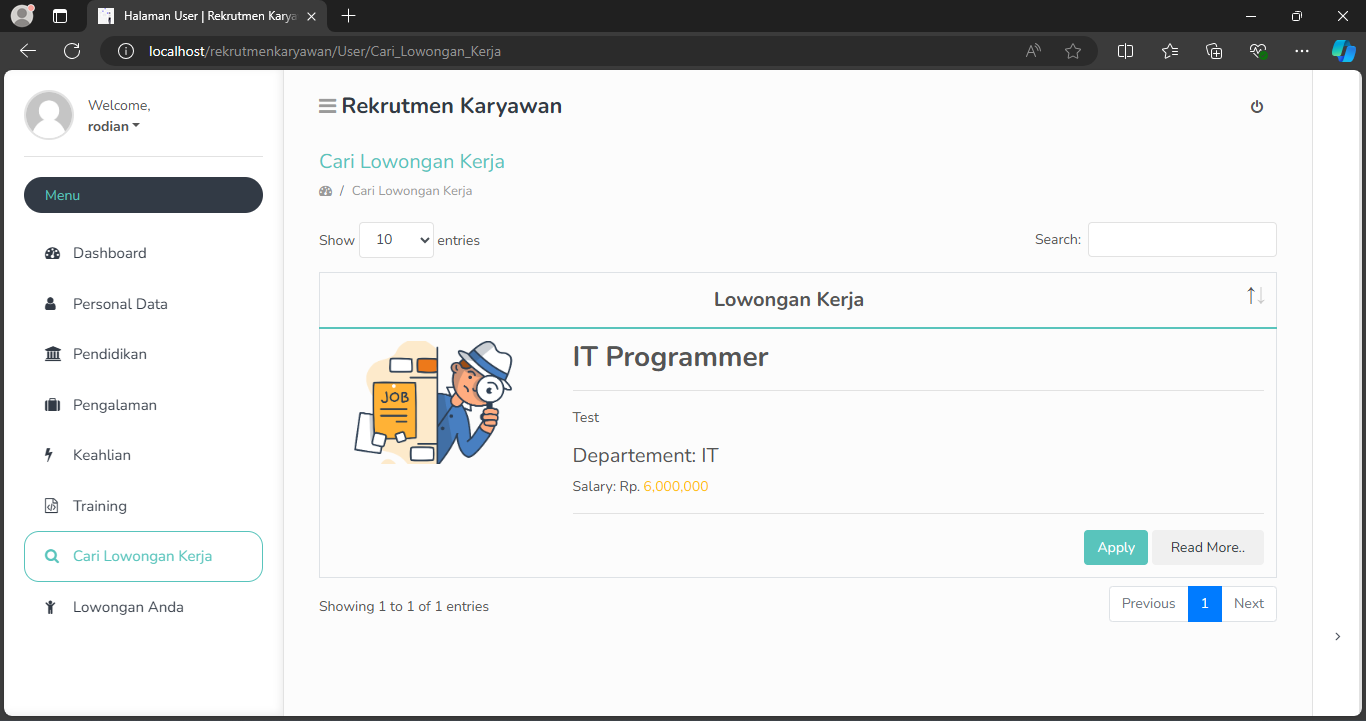 Halaman User | Rekrutmen Karya
localhost/rekrutmenkaryawan/User/Cari_Lowongan_Kerja
Welcome,
rodian
Menu
Dashboard
Personal Data
Pendidikan
Pengalaman
Keahlian
Training
Cari Lowongan Kerja
Lowongan Anda
Rekrutmen Karyawan
Cari Lowongan Kerja
/ Cari Lowongan Kerja
Show 10 entries
Search:
Lowongan Kerja
JOB
IT Programmer
Test
Departement: IT
Salary: Rp. 6,000,000
Apply Read More..
Showing 1 to 1 of 1 entries
Previous 1 Next